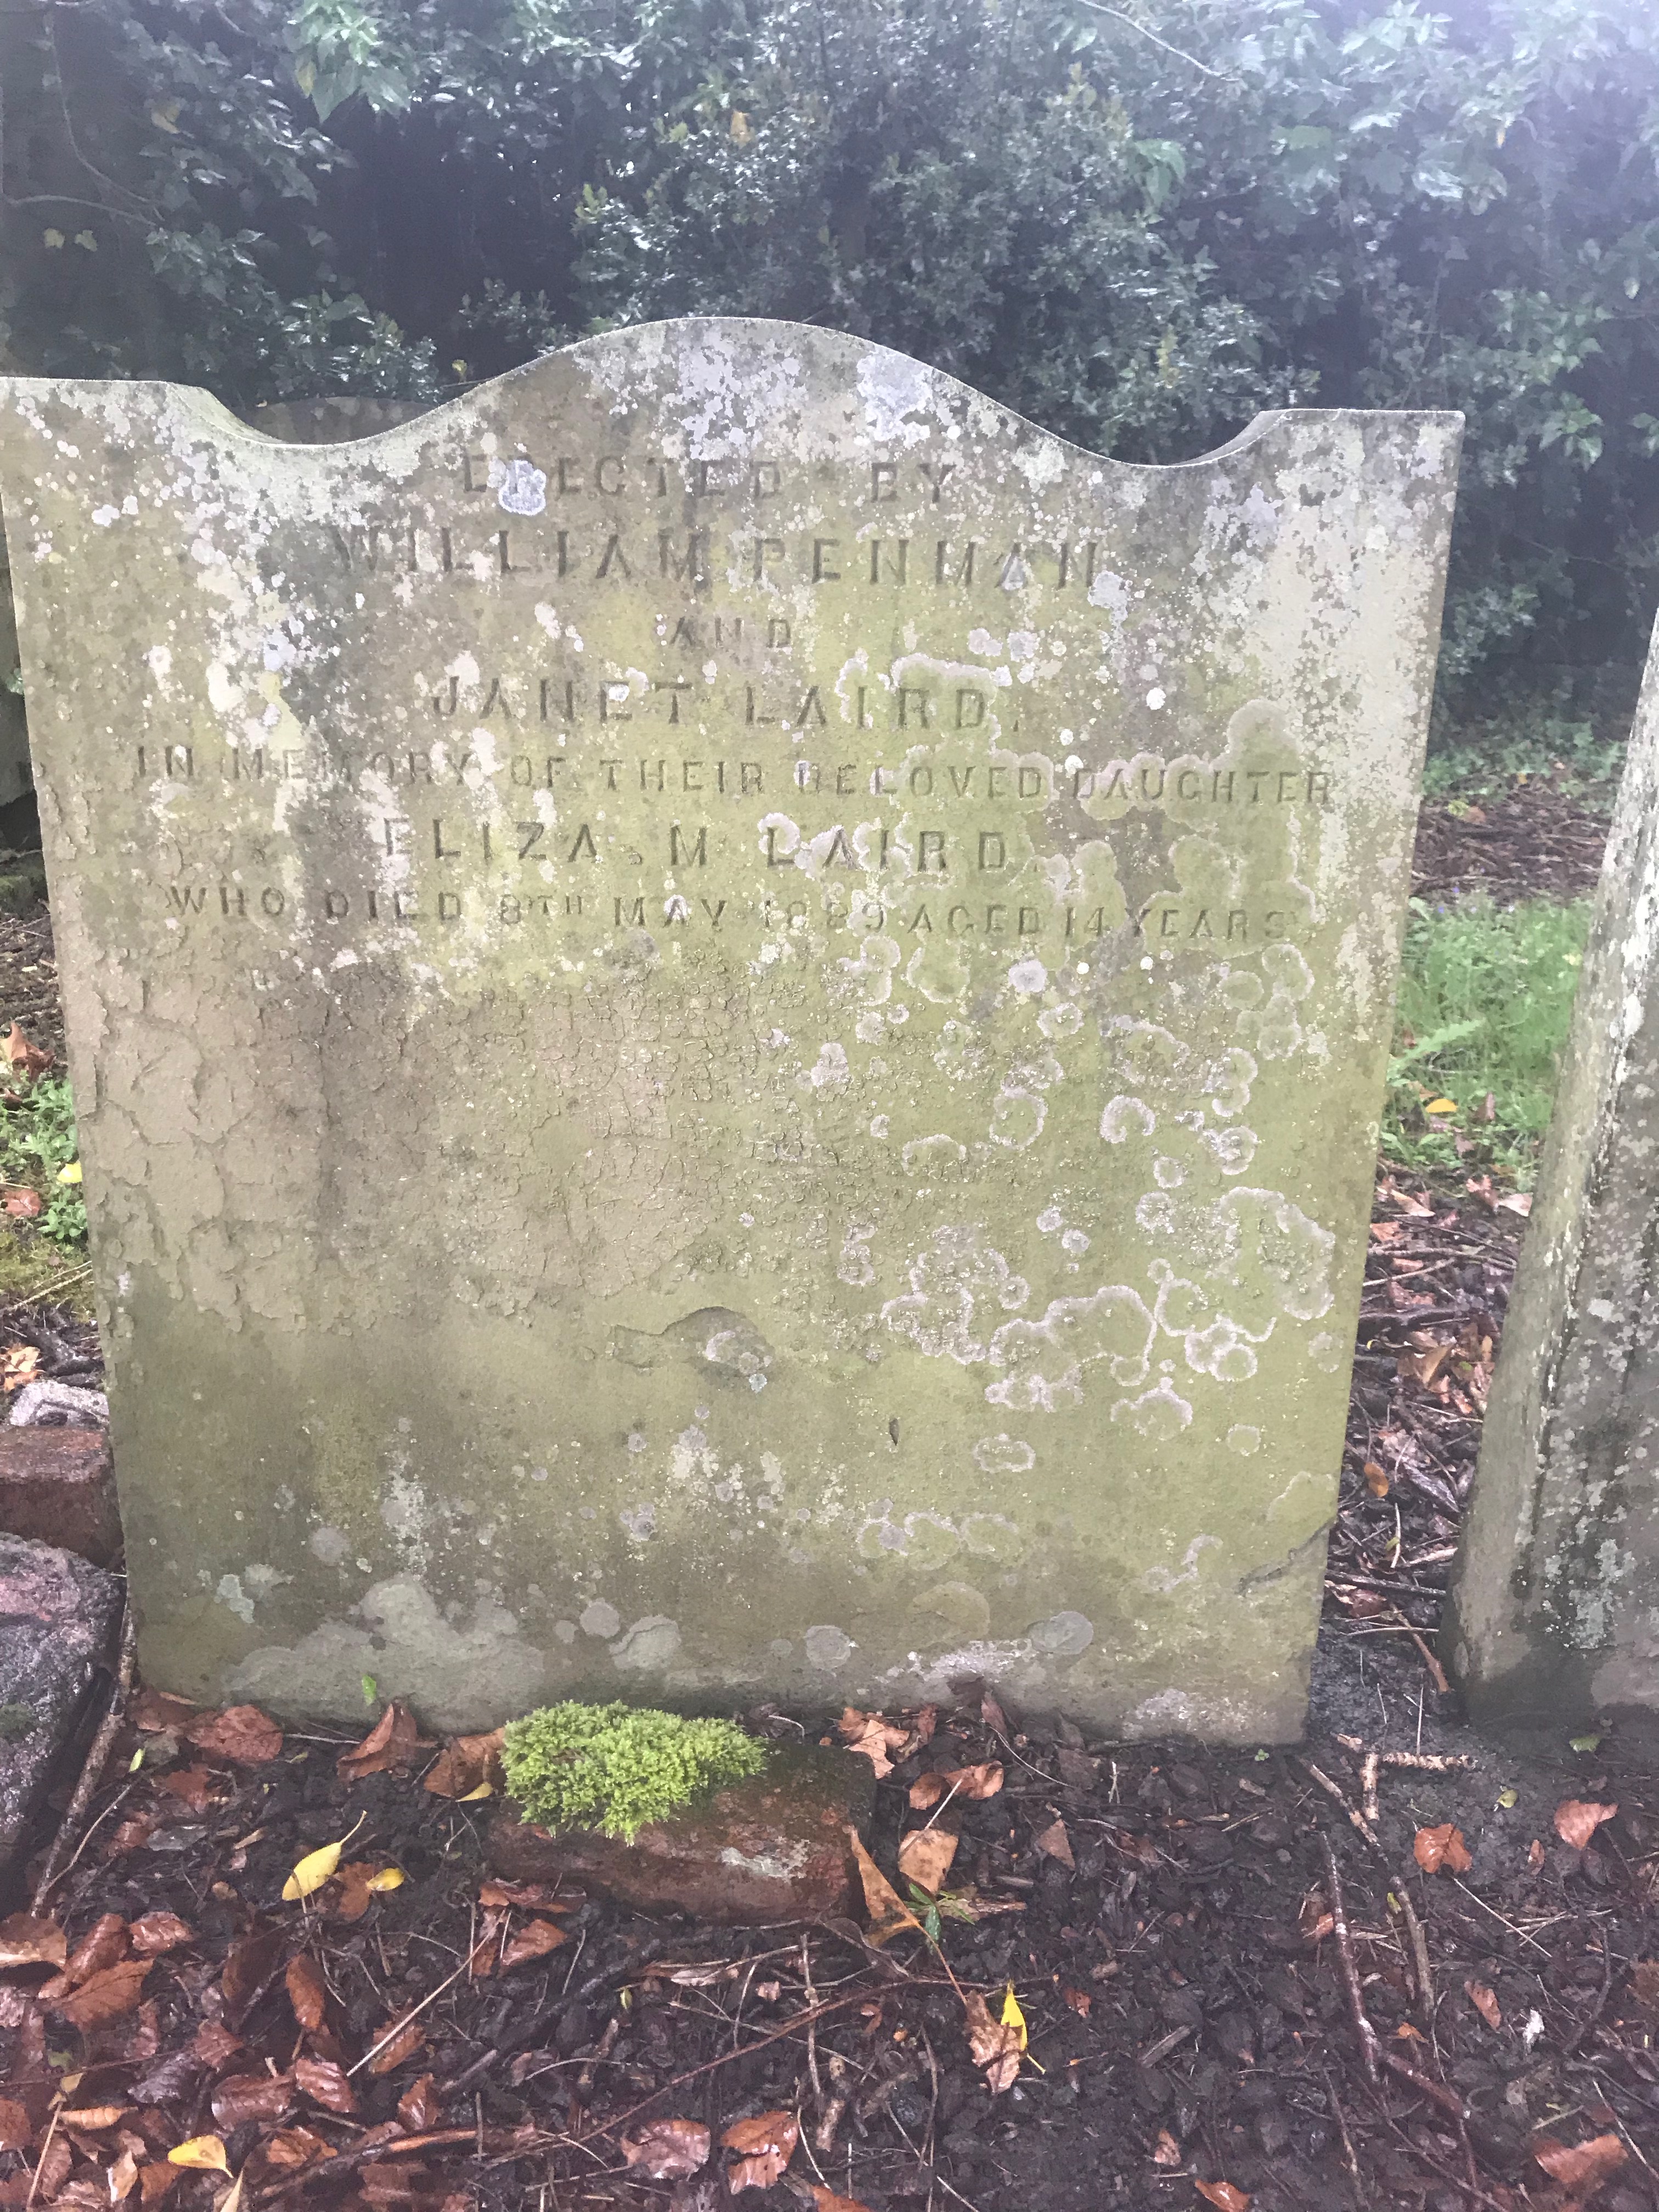 ERECTED BY
WILLIAM PENMAN
AND
JANET LAIRD.
IN MEMORY OF THEIR BELOVED DAUGHTER
ELIZA. M LAIRD.
WHO DIED 8TH MAY 1889 AGED 14 YEARS